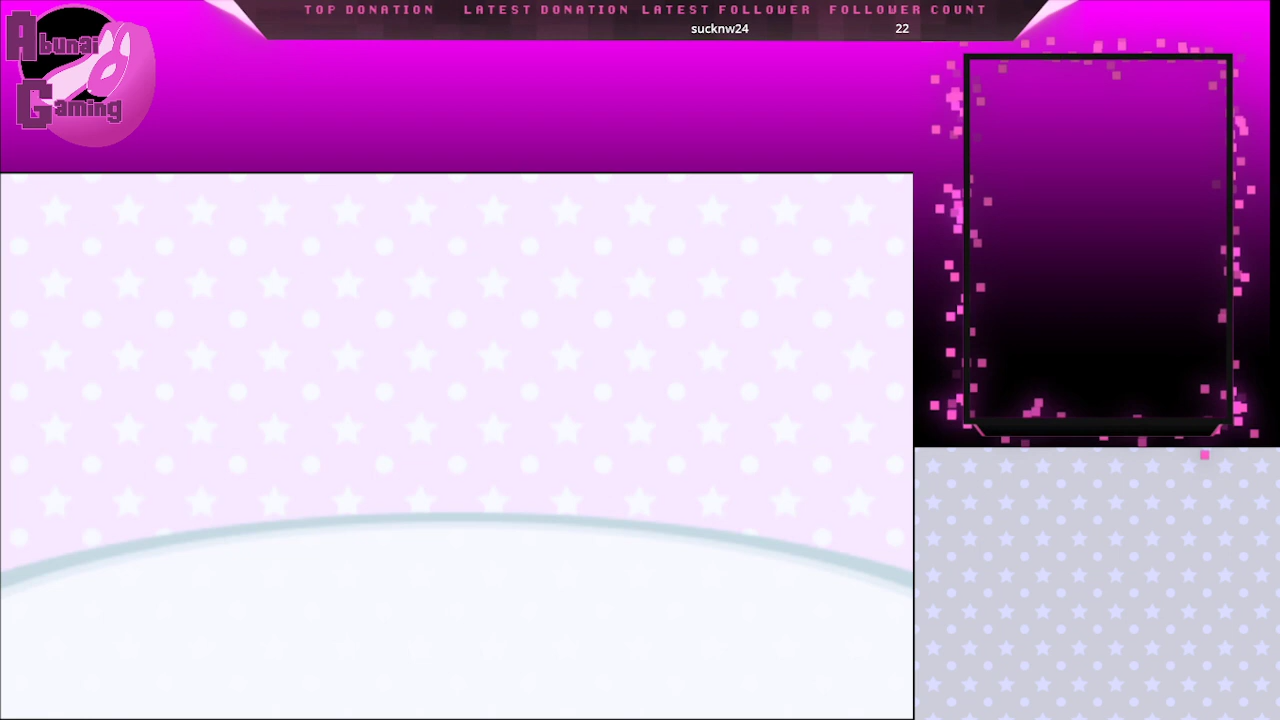 TOP DONATION LATEST DONATION LATEST FOLLOWER FOLLOWER COUNT
sucknw24 22
Abunai
Gaming